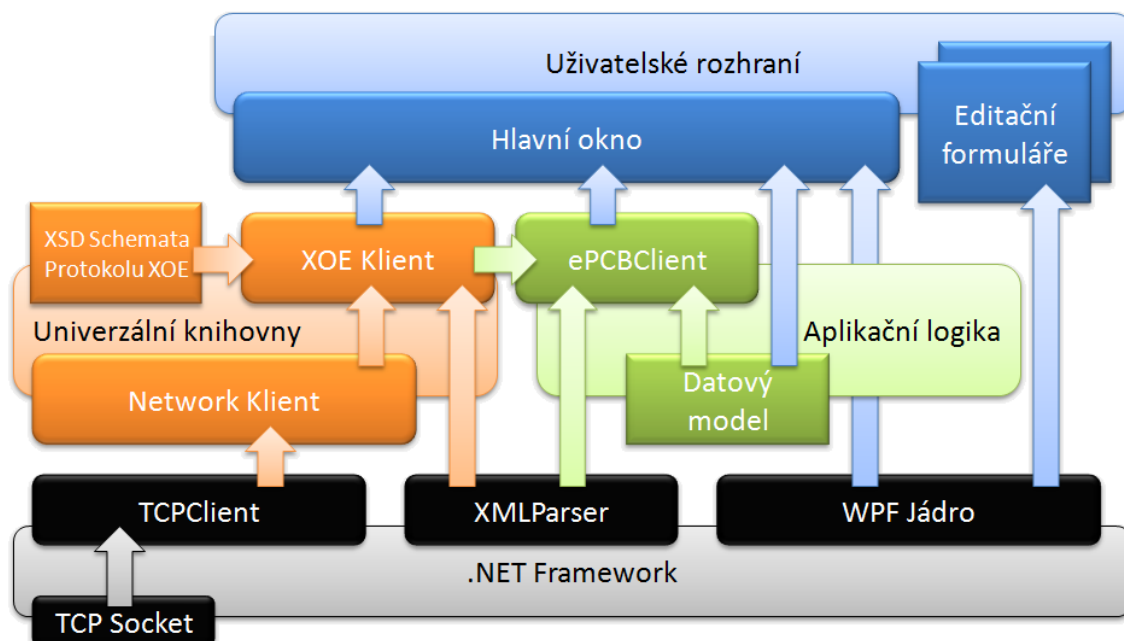 Uživatelské rozhraní
Hlavní okno
Editační
formuláře
XSD Schemata
Protokolu XOE
XOE Klient
ePCBClient
Univerzální knihovny
Aplikační logika
Network Klient
Datový
model
TCPClient
XMLParser
WPF Jádro
.NET Framework
TCP Socket